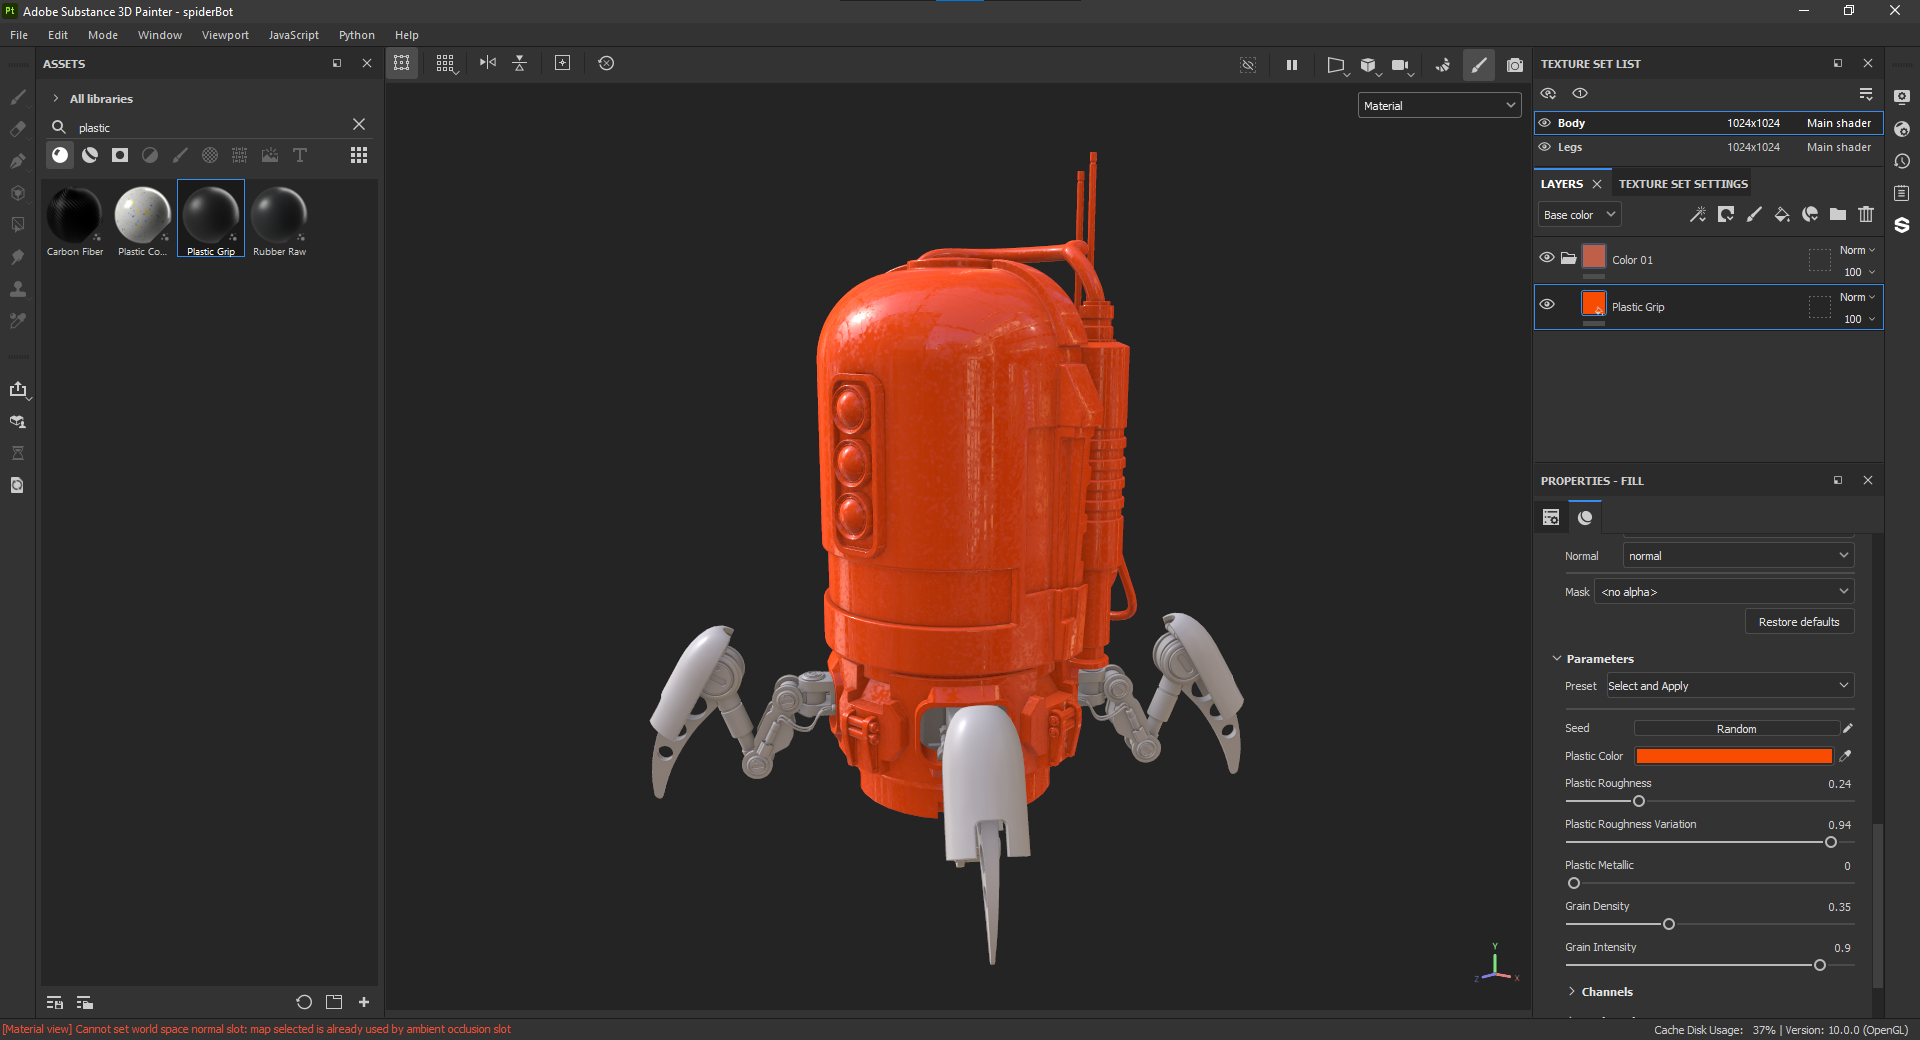 Pt Adobe Substance 3D Painter - spiderBot
File Edit Mode Window Viewport JavaScript Python Help
ASSETS
All libraries
plastic
Carbon Fiber Plastic Co... Plastic Grip Rubber Raw
Material
TEXTURE SET LIST
Body 1024x1024 Main shader
Legs 1024x1024 Main shader
LAYERS TEXTURE SET SETTINGS
Base color
Color 01 Norm
100
Plastic Grip Norm
100
PROPERTIES - FILL
Normal normal
Mask <no alpha>
Restore defaults
Parameters
Preset Select and Apply
Seed Random
Plastic Color
Plastic Roughness 0.24
Plastic Roughness Variation 0.94
Plastic Metallic 0
Grain Density 0.35
Grain Intensity 0.9
Channels
Y
Z X
[Material view] Cannot set world space normal slot: map selected is already used by ambient occlusion slot
Cache Disk Usage: 37% | Version: 10.0.0 (OpenGL)